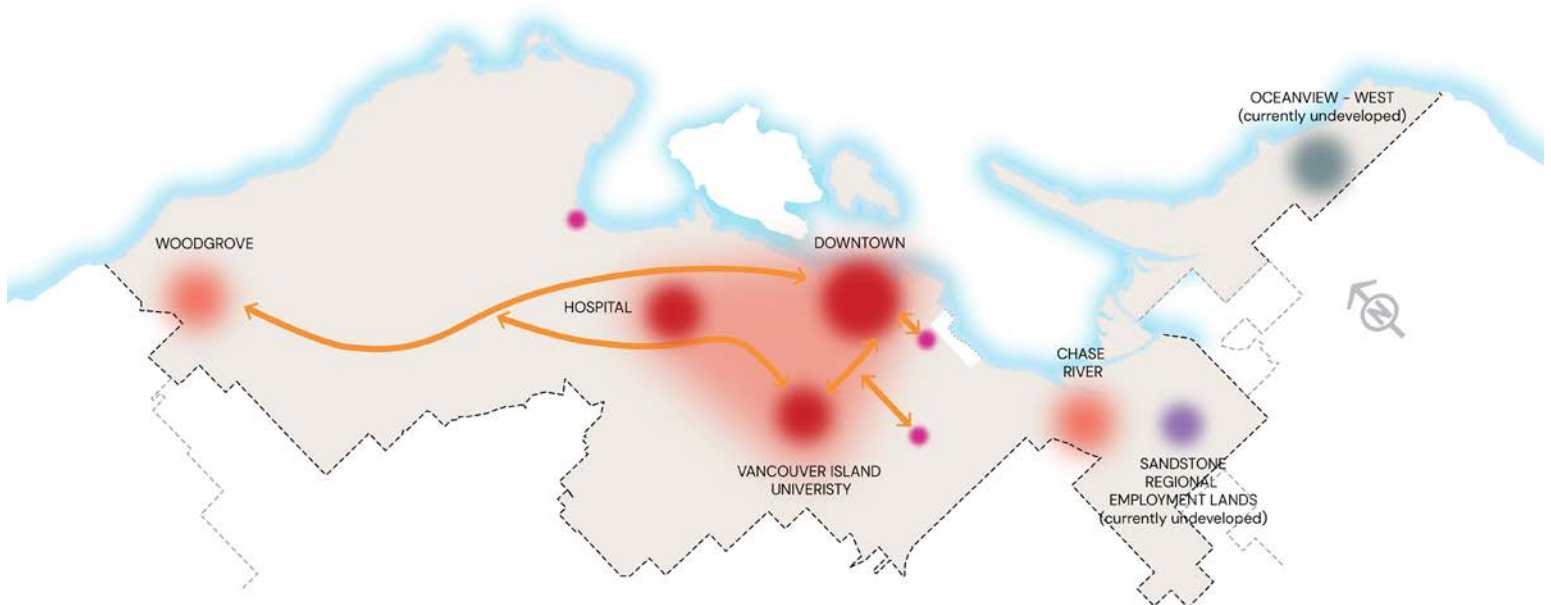 OCEANVIEW - WEST
(currently undeveloped)
WOODGROVE
DOWNTOWN
HOSPITAL
N
CHASE
RIVER
VANCOUVER ISLAND
UNIVERISTY
SANDSTONE
REGIONAL
EMPLOYMENT LANDS
(currently undeveloped)